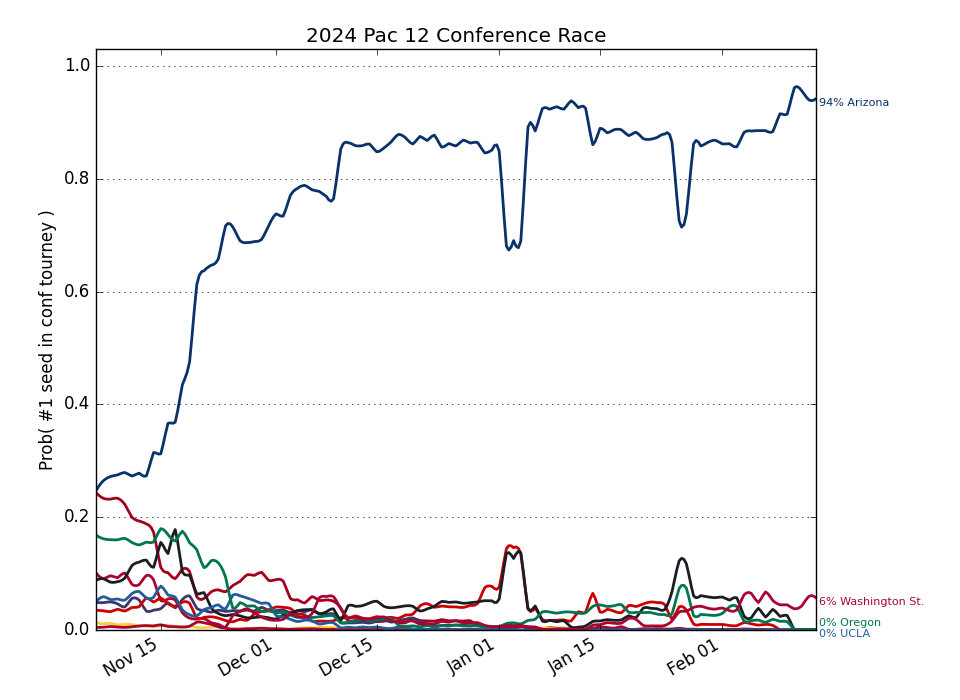 2024 Pac 12 Conference Race
Prob( #1 seed in conf tourney )
1.0
0.8
0.6
0.4
0.2
0.0
94% Arizona
6% Washington St.
0% Oregon
0% UCLA
Nov 15
Dec 01
Dec 15
Jan 01
Jan 15
Feb 01